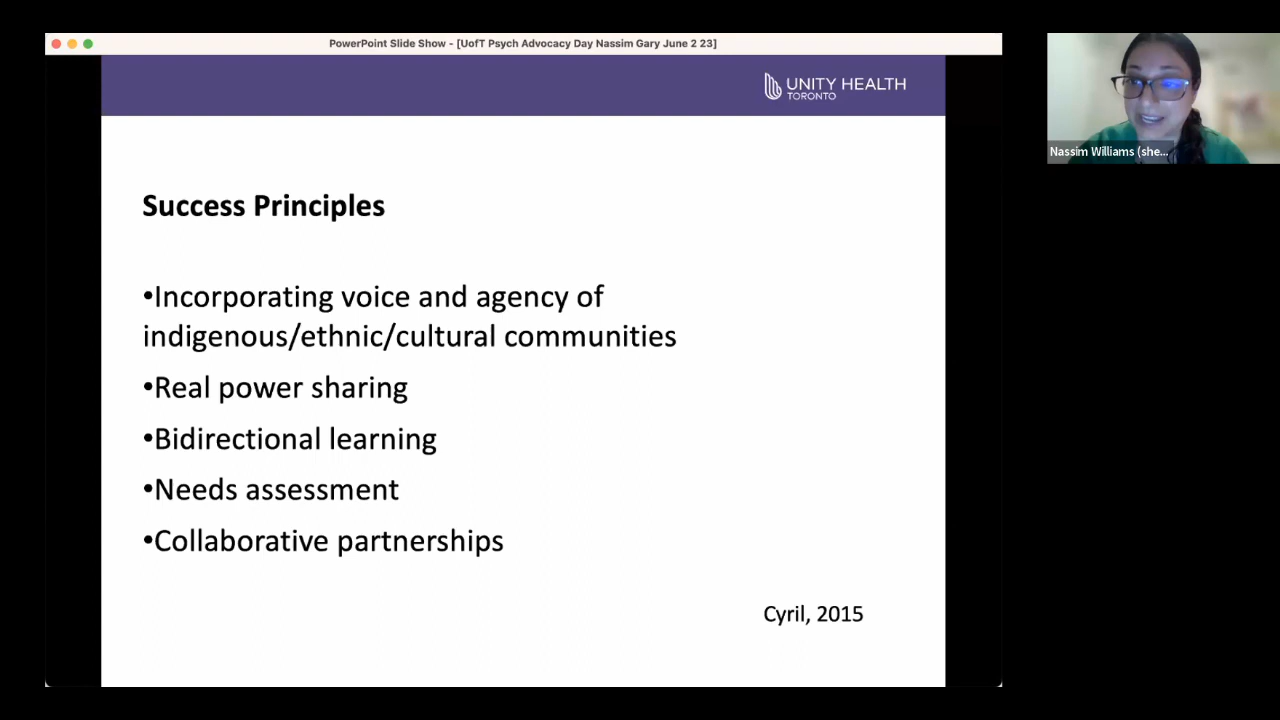 PowerPoint Slide Show - [UofT Psych Advocacy Day Nassim Gary June 2 23]
UNITY HEALTH
TORONTO
Nassim Williams (she...
Success Principles
•Incorporating voice and agency of
indigenous/ethnic/cultural communities
•Real power sharing
•Bidirectional learning
•Needs assessment
•Collaborative partnerships
Cyril, 2015